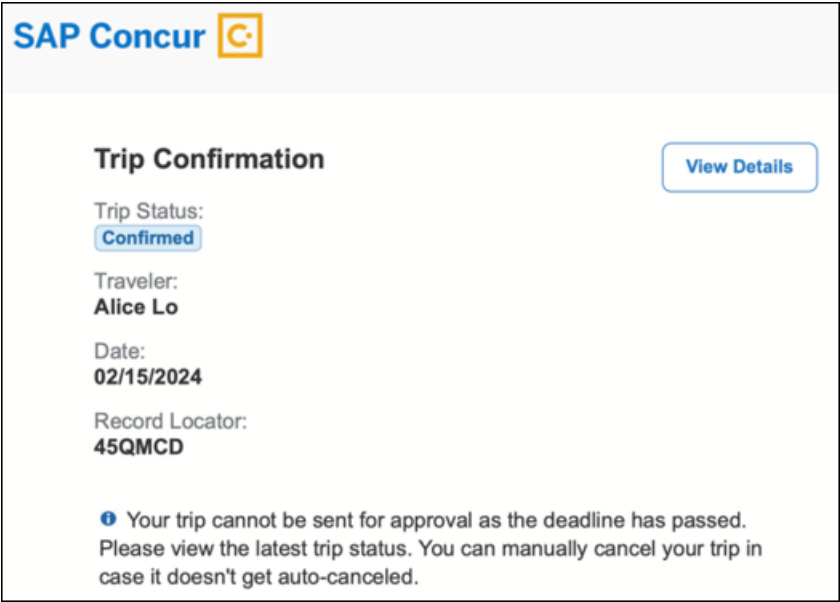 SAP Concur C
Trip Confirmation
View Details
Trip Status:
Confirmed
Traveler:
Alice Lo
Date:
02/15/2024
Record Locator:
45QMCD
Your trip cannot be sent for approval as the deadline has passed.
Please view the latest trip status. You can manually cancel your trip in
case it doesn't get auto-canceled.